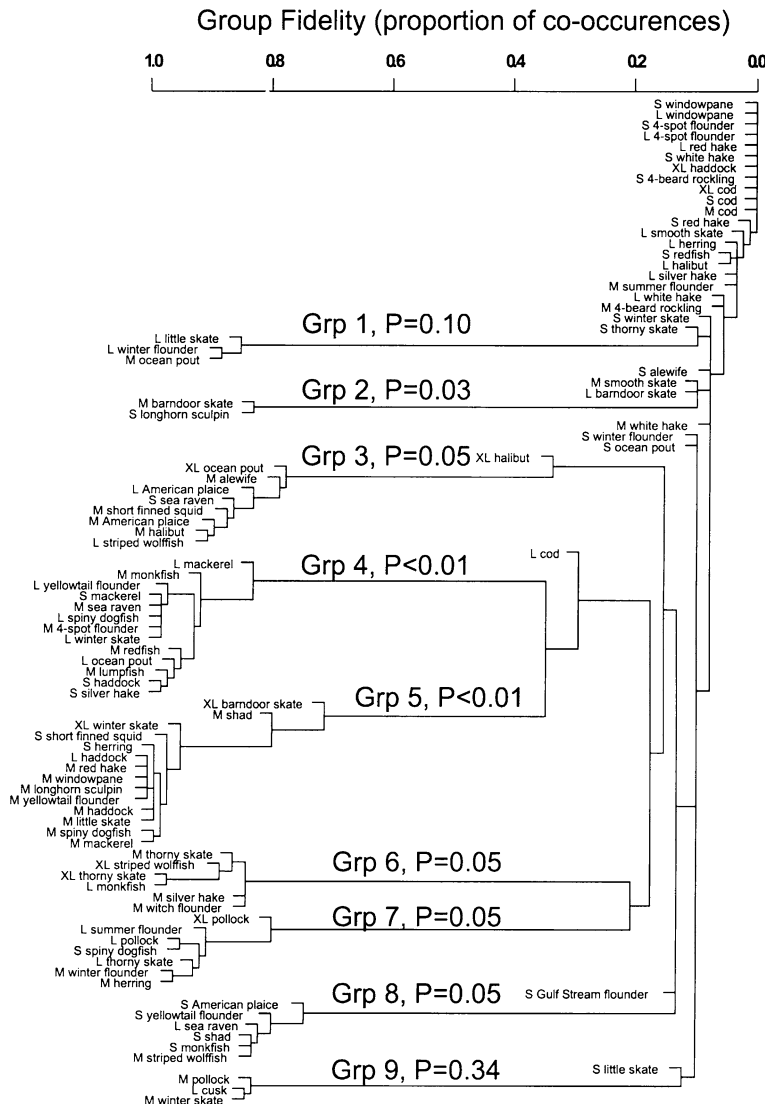 Group Fidelity (proportion of co-occurences)
1.0 0.8 0.6 0.4 0.2 0.0
S windowpane
L windowpane
S 4-spot flounder
L 4-spot flounder
L red hake
S white hake
XL haddock
S 4-beard rockling
XL cod
S cod
M cod
S red hake
L smooth skate
L herring
S redfish
L halibut
L silver hake
M summer flounder
L white hake
M 4-beard rockling
S winter skate
S thorny skate
Grp 1, P=0.10
L little skate
L winter flounder
M ocean pout
S alewife
M smooth skate
L barndoor skate
Grp 2, P=0.03
M barndoor skate
S longhorn sculpin
M white hake
S winter flounder
S ocean pout
Grp 3, P=0.05
XL halibut
XL ocean pout
M alewife
L American plaice
S sea raven
M short finned squid
M American plaice
M halibut
L striped wolffish
L cod
Grp 4, P<0.01
L mackerel
M monkfish
L yellowtail flounder
S mackerel
M sea raven
L spiny dogfish
M 4-spot flounder
L winter skate
M redfish
L ocean pout
M lumpfish
S haddock
S silver hake
Grp 5, P<0.01
XL barndoor skate
M shad
XL winter skate
S short finned squid
S herring
L haddock
M red hake
M windowpane
M longhorn sculpin
M yellowtail flounder
M haddock
M little skate
M spiny dogfish
M mackerel
Grp 6, P=0.05
M thorny skate
XL striped wolffish
XL thorny skate
L monkfish
M silver hake
M witch flounder
Grp 7, P=0.05
XL pollock
L summer flounder
L pollock
S spiny dogfish
L thorny skate
M winter flounder
M herring
Grp 8, P=0.05
S Gulf Stream flounder
S American plaice
S yellowtail flounder
L sea raven
S shad
S monkfish
M striped wolffish
Grp 9, P=0.34
S little skate
M pollock
L cusk
M winter skate